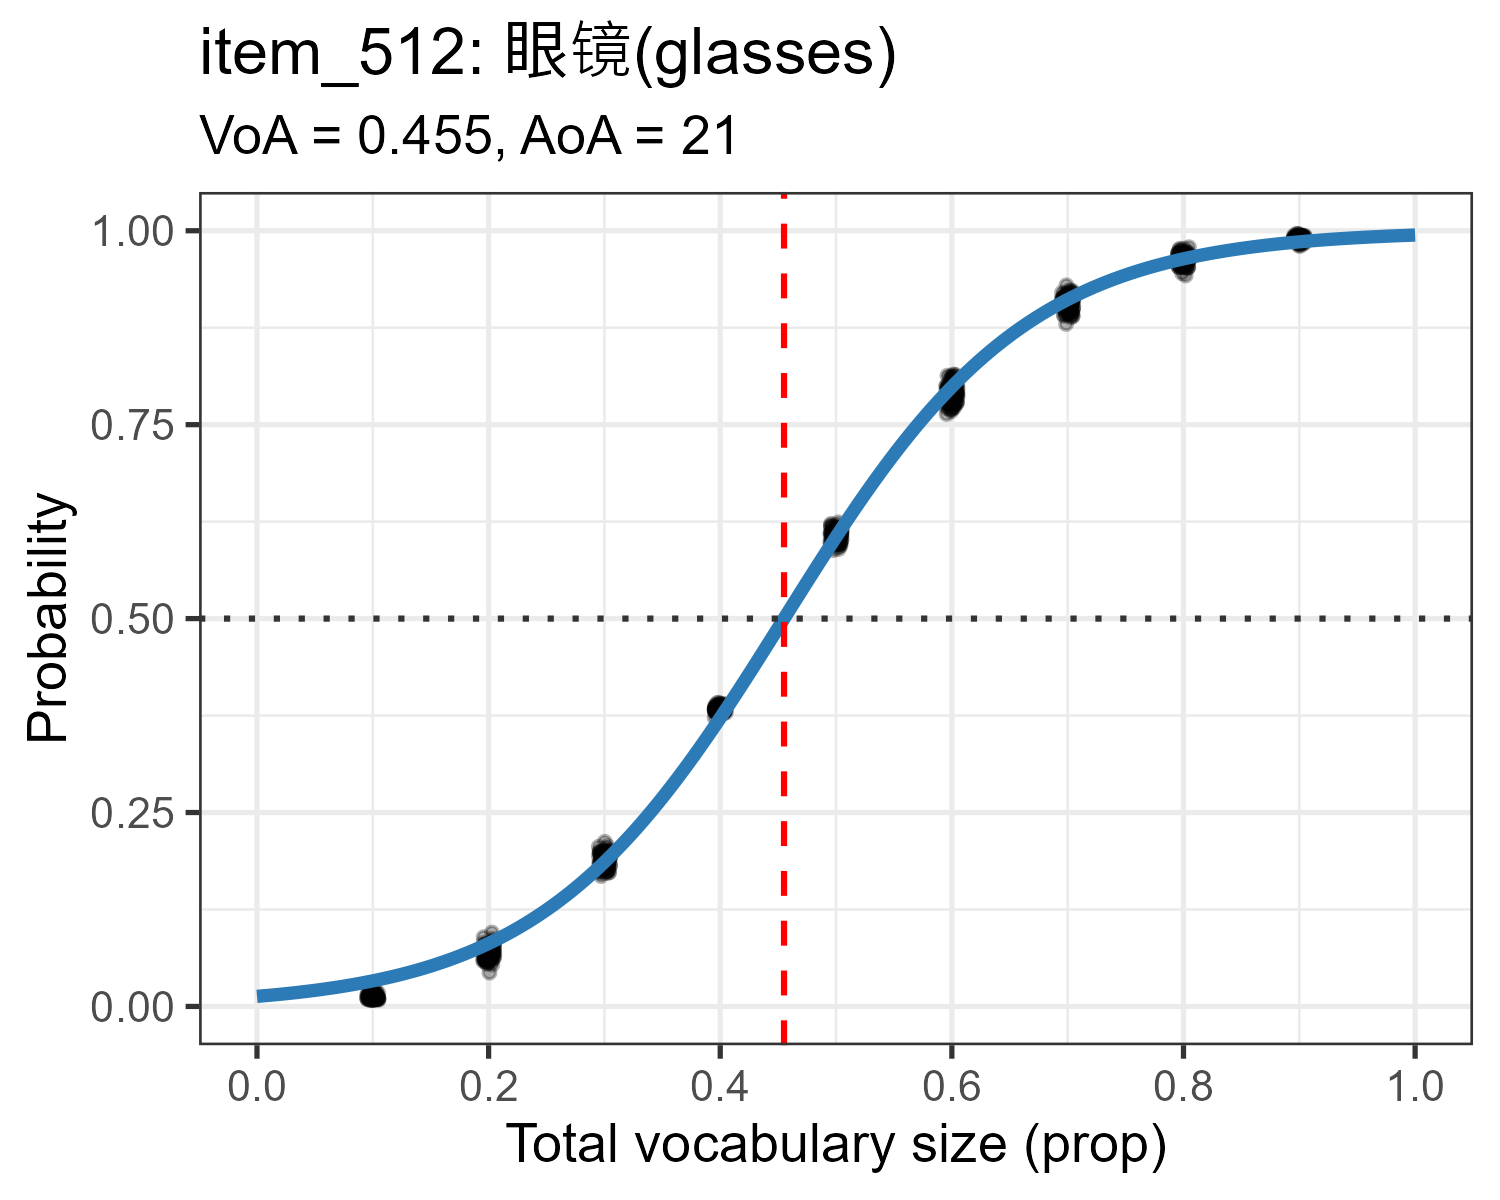 item_512: 眼镜(glasses)
VoA = 0.455, AoA = 21
1.00
0.75
0.50
0.25
0.00
Probability
0.0 0.2 0.4 0.6 0.8 1.0
Total vocabulary size (prop)